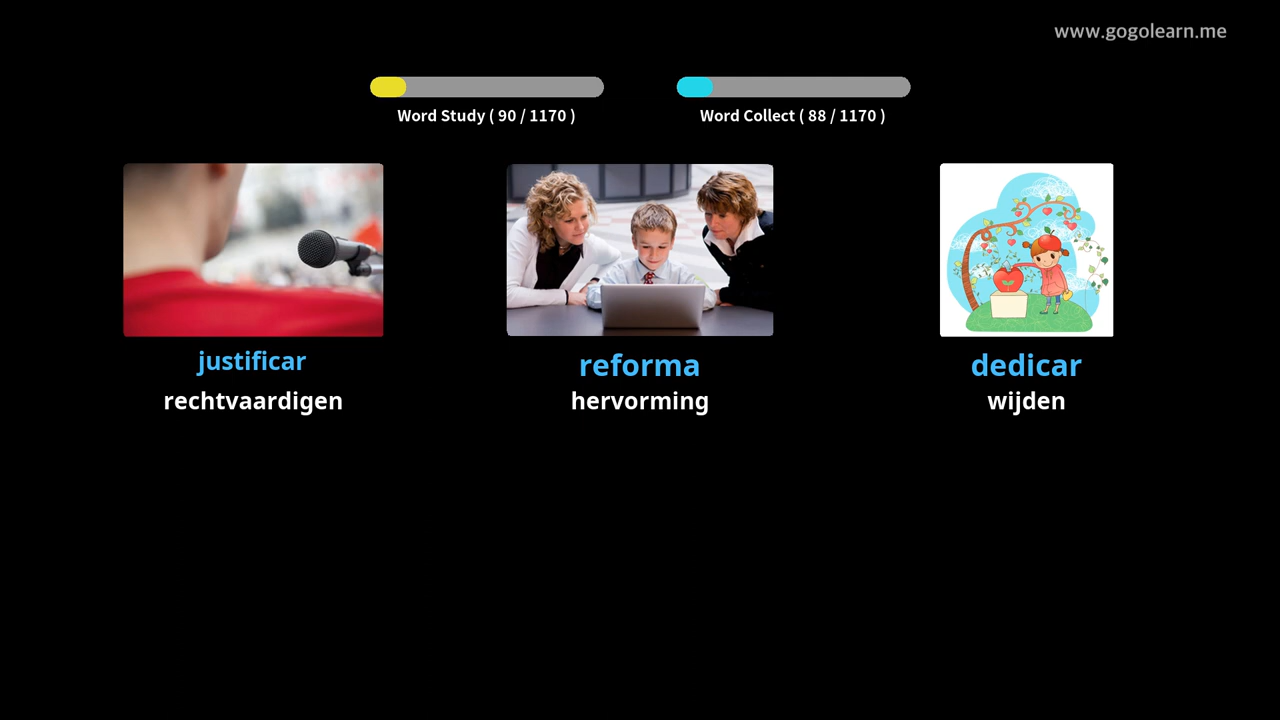 www.gogolearn.me
Word Study ( 90 / 1170 )
Word Collect ( 88 / 1170 )
justificar
rechtvaardigen
reforma
hervorming
dedicar
wijden